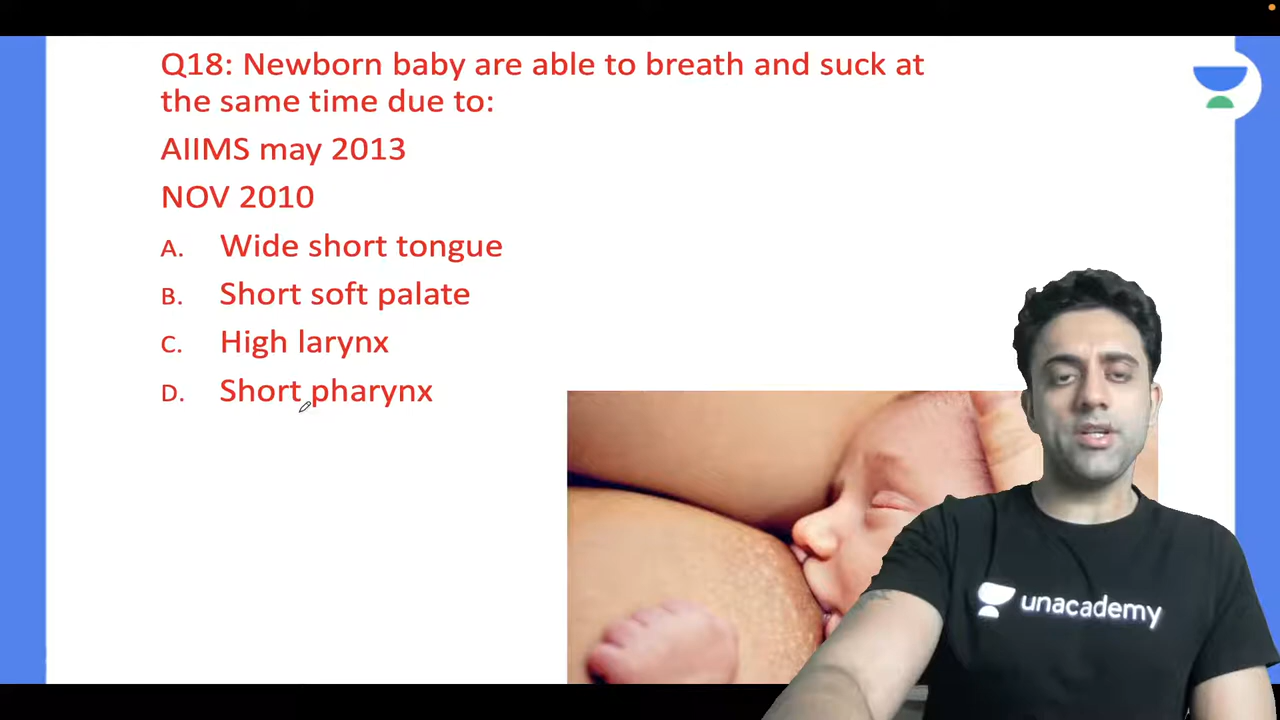 Q18: Newborn baby are able to breath and suck at
the same time due to:
AIIMS may 2013
NOV 2010
A. Wide short tongue
B. Short soft palate
C. High larynx
D. Short pharynx
unacademy